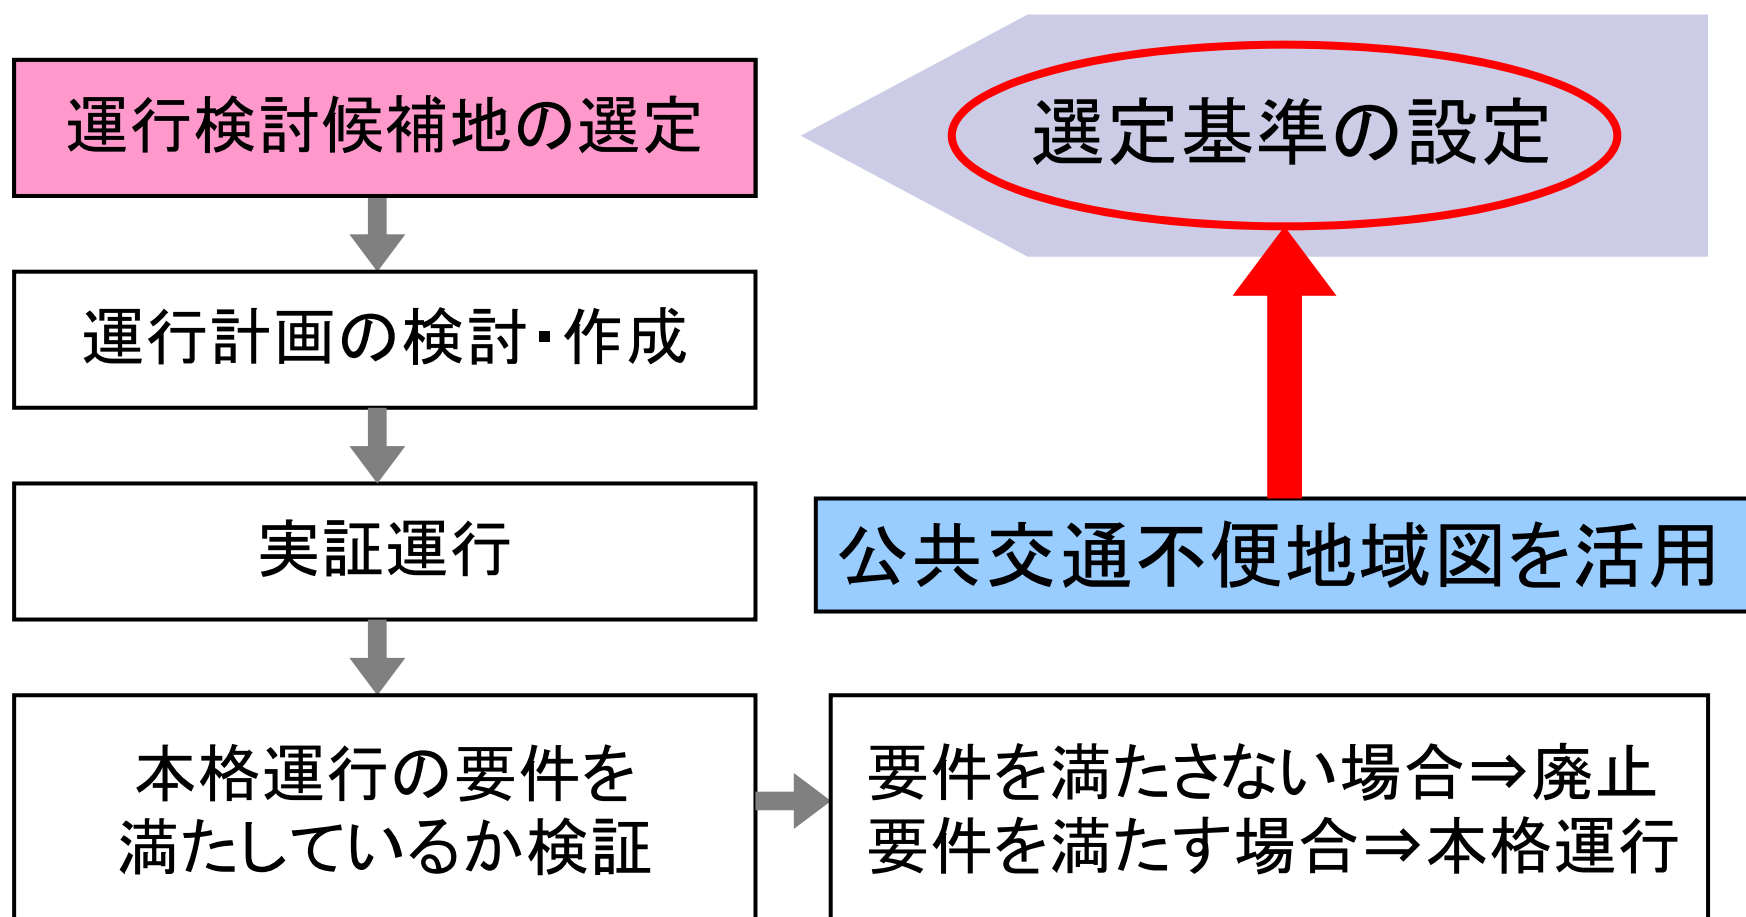 運行検討候補地の選定
選定基準の設定
運行計画の検討・作成
実証運行
公共交通不便地域図を活用
本格運行の要件を
満たしているか検証
要件を満たさない場合⇒廃止
要件を満たす場合⇒本格運行